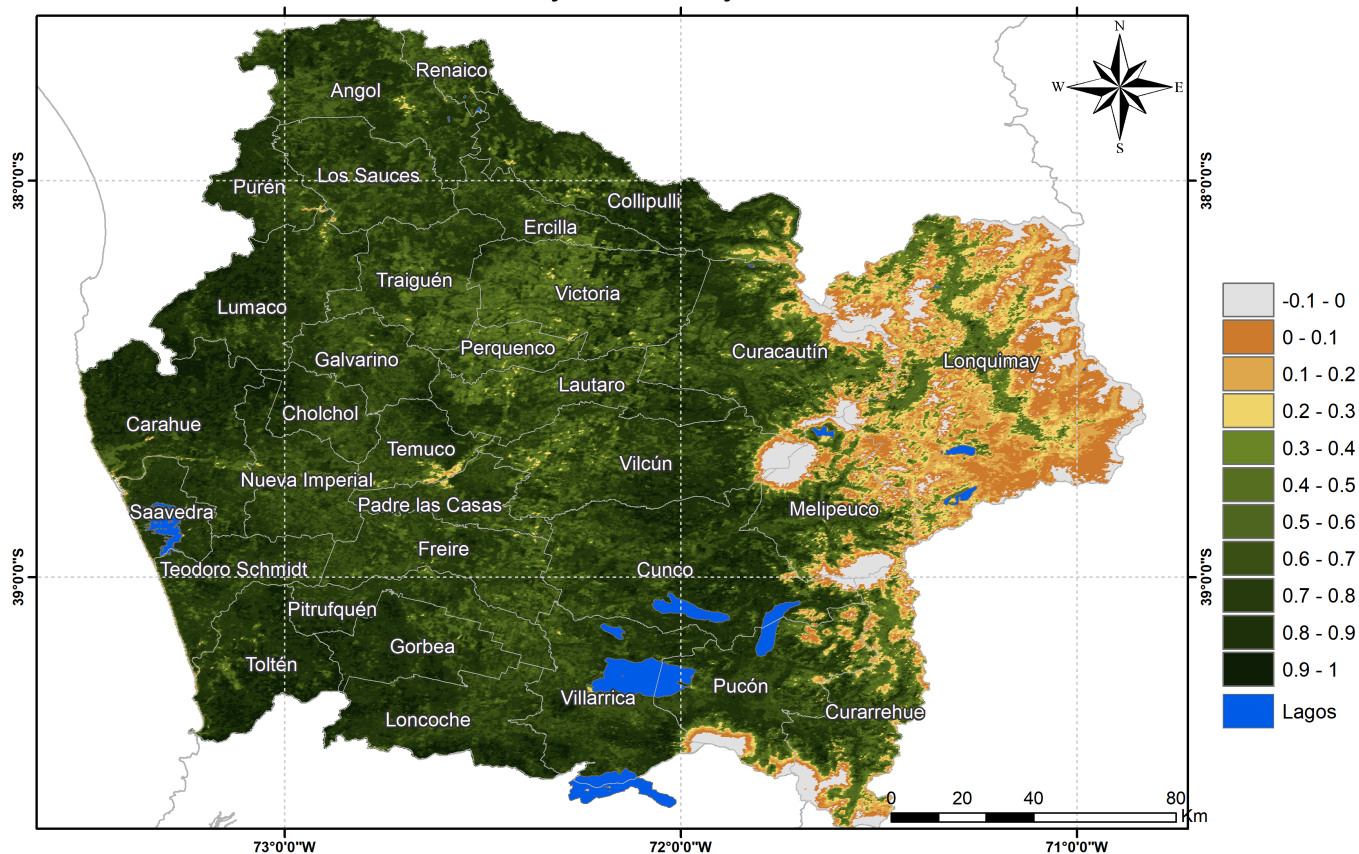 N
W E
S
Renaico
Angol
38°0'0"S
38°0'0"S
Los Sauces
Purén
Collipulli
Ercilla
Traiguén
Victoria
Lumaco
-0.1 - 0
0 - 0.1
0.1 - 0.2
0.2 - 0.3
0.3 - 0.4
0.4 - 0.5
0.5 - 0.6
0.6 - 0.7
0.7 - 0.8
0.8 - 0.9
0.9 - 1
Lagos
Perquenco
Curacautín
Galvarino
Lonquimay
Lautaro
Cholchol
Carahue
Temuco
Vilcún
Nueva Imperial
Padre las Casas
Melipeuco
Saavedra
Freire
Teodoro Schmidt
Cunco
39°0'0"S
39°0'0"S
Pitrufquén
Gorbea
Toltén
Pucón
Villarrica
Curarrehue
Loncoche
0 20 40 80
Km
73°0'0"W
72°0'0"W
71°0'0"W